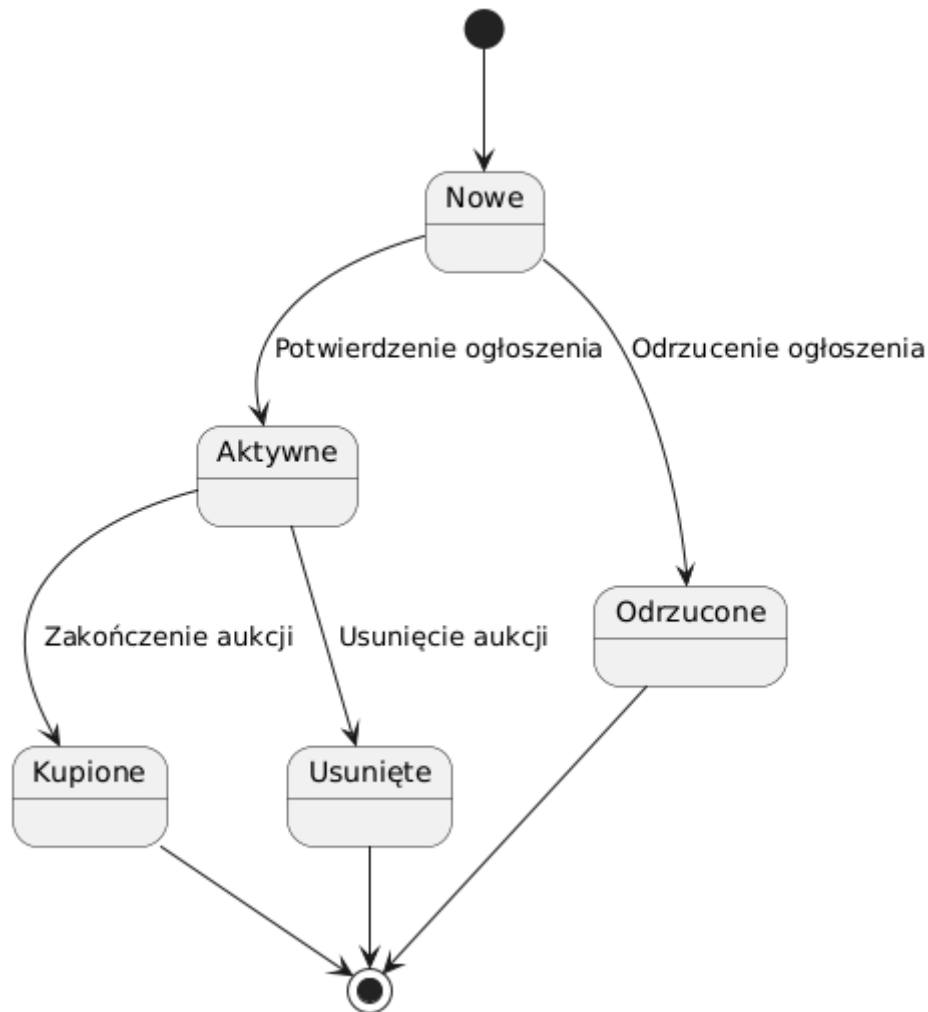 Nowe
Potwierdzenie ogłoszenia
Odrzucenie ogłoszenia
Aktywne
Odrzucone
Zakończenie aukcji
Usunięcie aukcji
Kupione
Usunięte